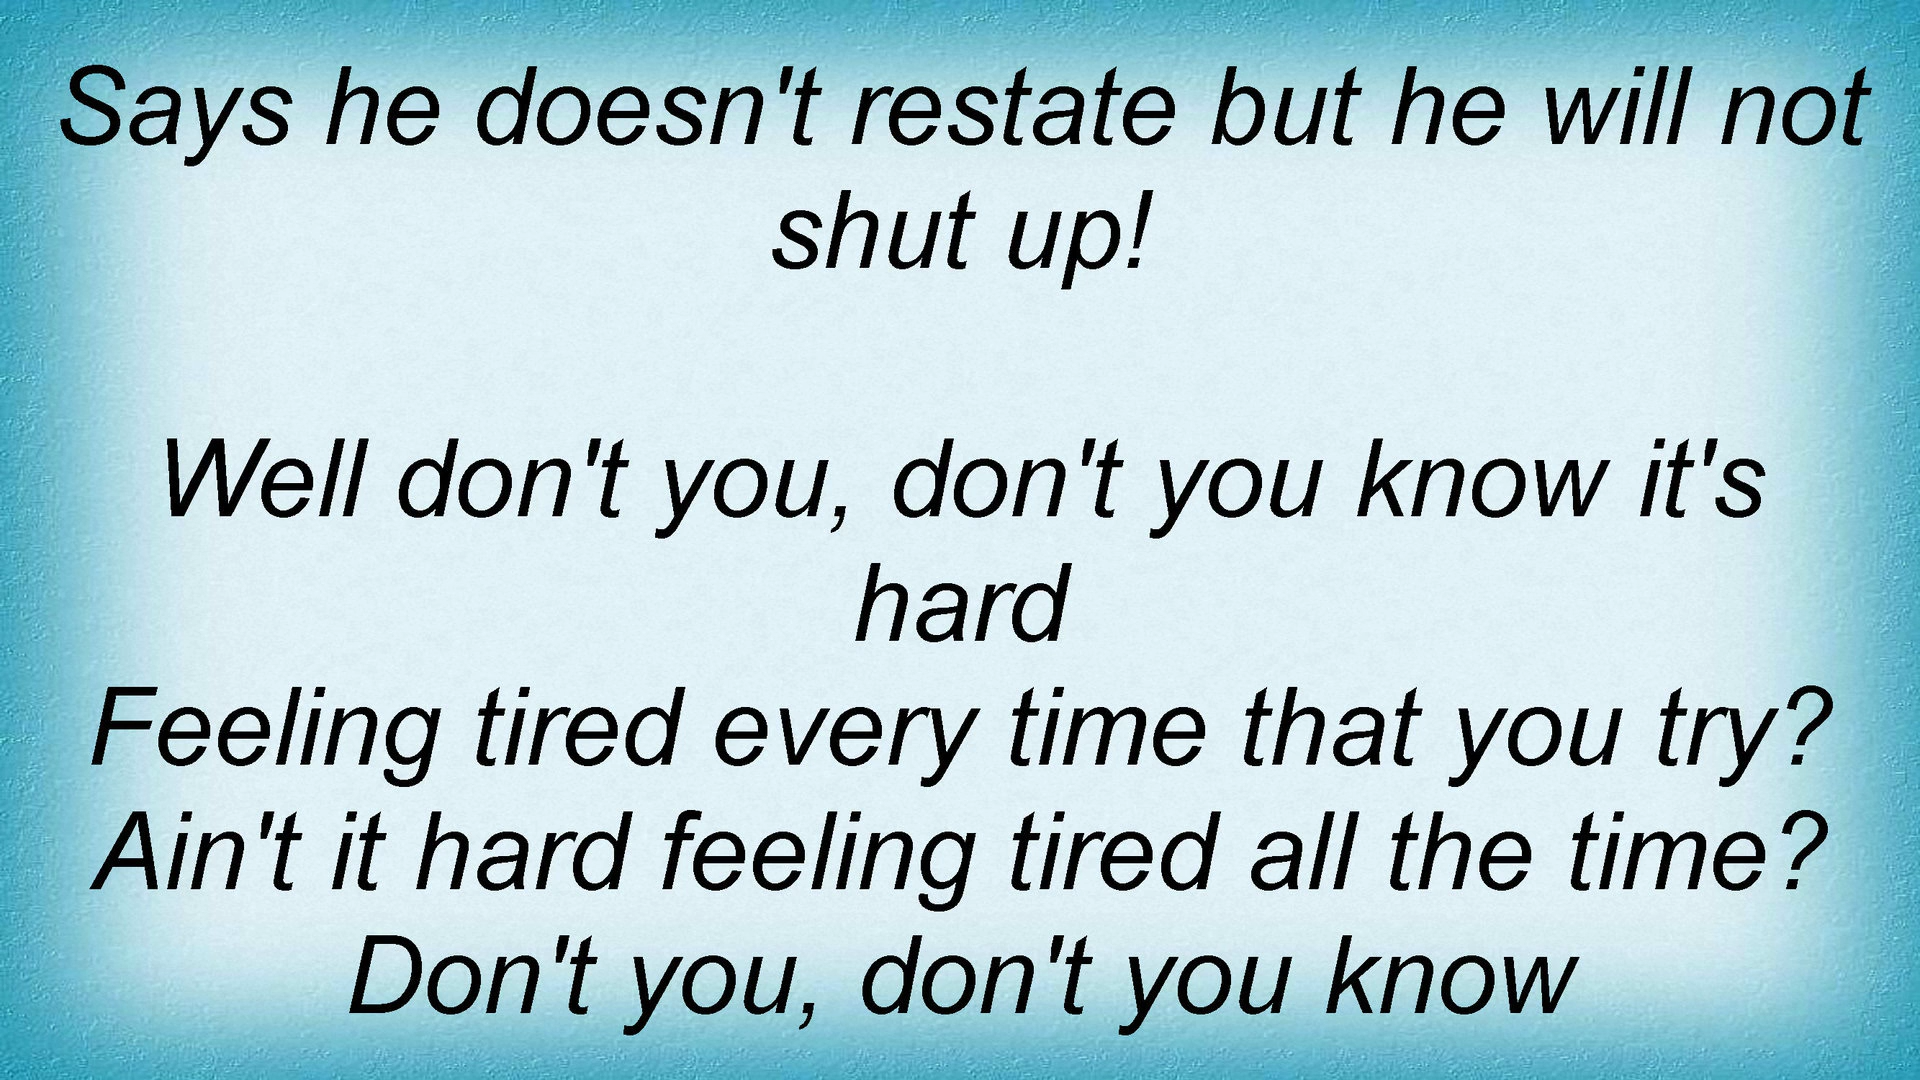 Says he doesn't restate but he will not
shut up!
Well don't you, don't you know it's
hard
Feeling tired every time that you try?
Ain't it hard feeling tired all the time?
Don't you, don't you know